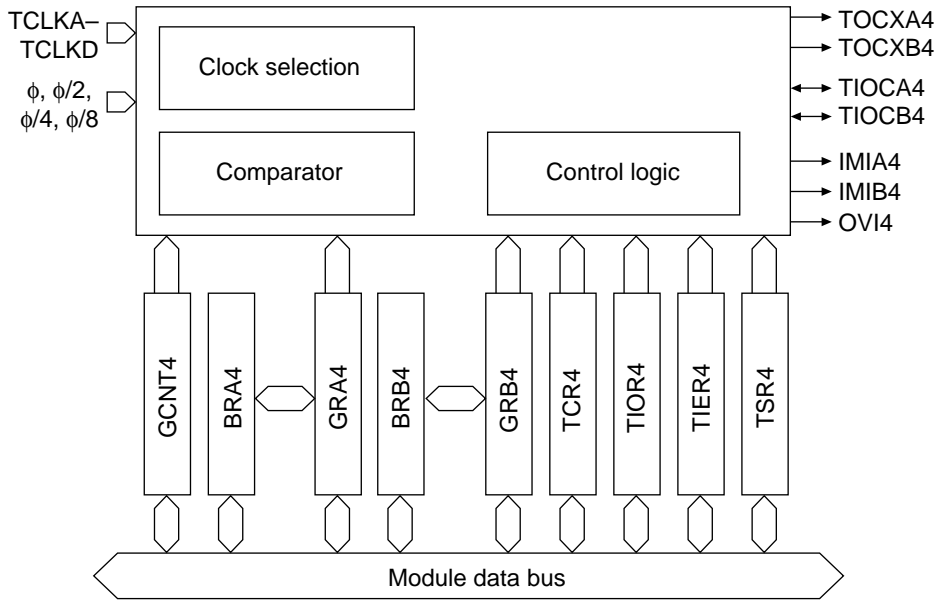 TCLKA–
TCLKD
ϕ, ϕ/2,
ϕ/4, ϕ/8
Clock selection
Comparator
Control logic
TOCXA4
TOCXB4
TIOCA4
TIOCB4
IMIA4
IMIB4
OVI4
GCNT4
BRA4
GRA4
BRB4
GRB4
TCR4
TIOR4
TIER4
TSR4
Module data bus